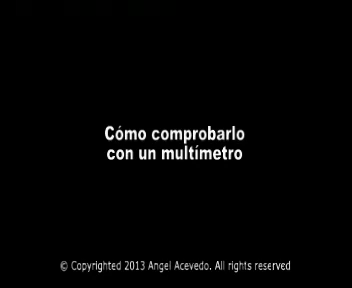 Cómo comprobarlo
con un multímetro
© Copyrighted 2013 Angel Acevedo. All rights reserved